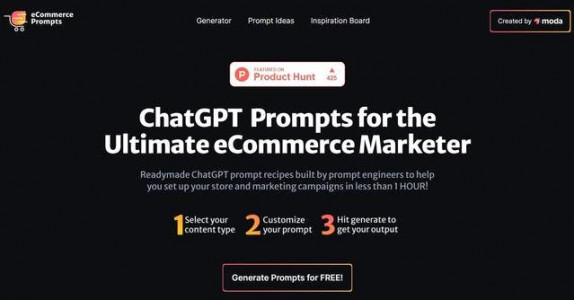 eCommerce
Prompts
Generator Prompt Ideas Inspiration Board
Created by moda
P FEATURED ON
Product Hunt
425
ChatGPT Prompts for the
Ultimate eCommerce Marketer
Readymade ChatGPT prompt recipes built by prompt engineers to help
you set up your store and marketing campaigns in less than 1 HOUR!
1 Select your
content type
2 Customize
your prompt
3 Hit generate to
get your output
Generate Prompts for FREE!